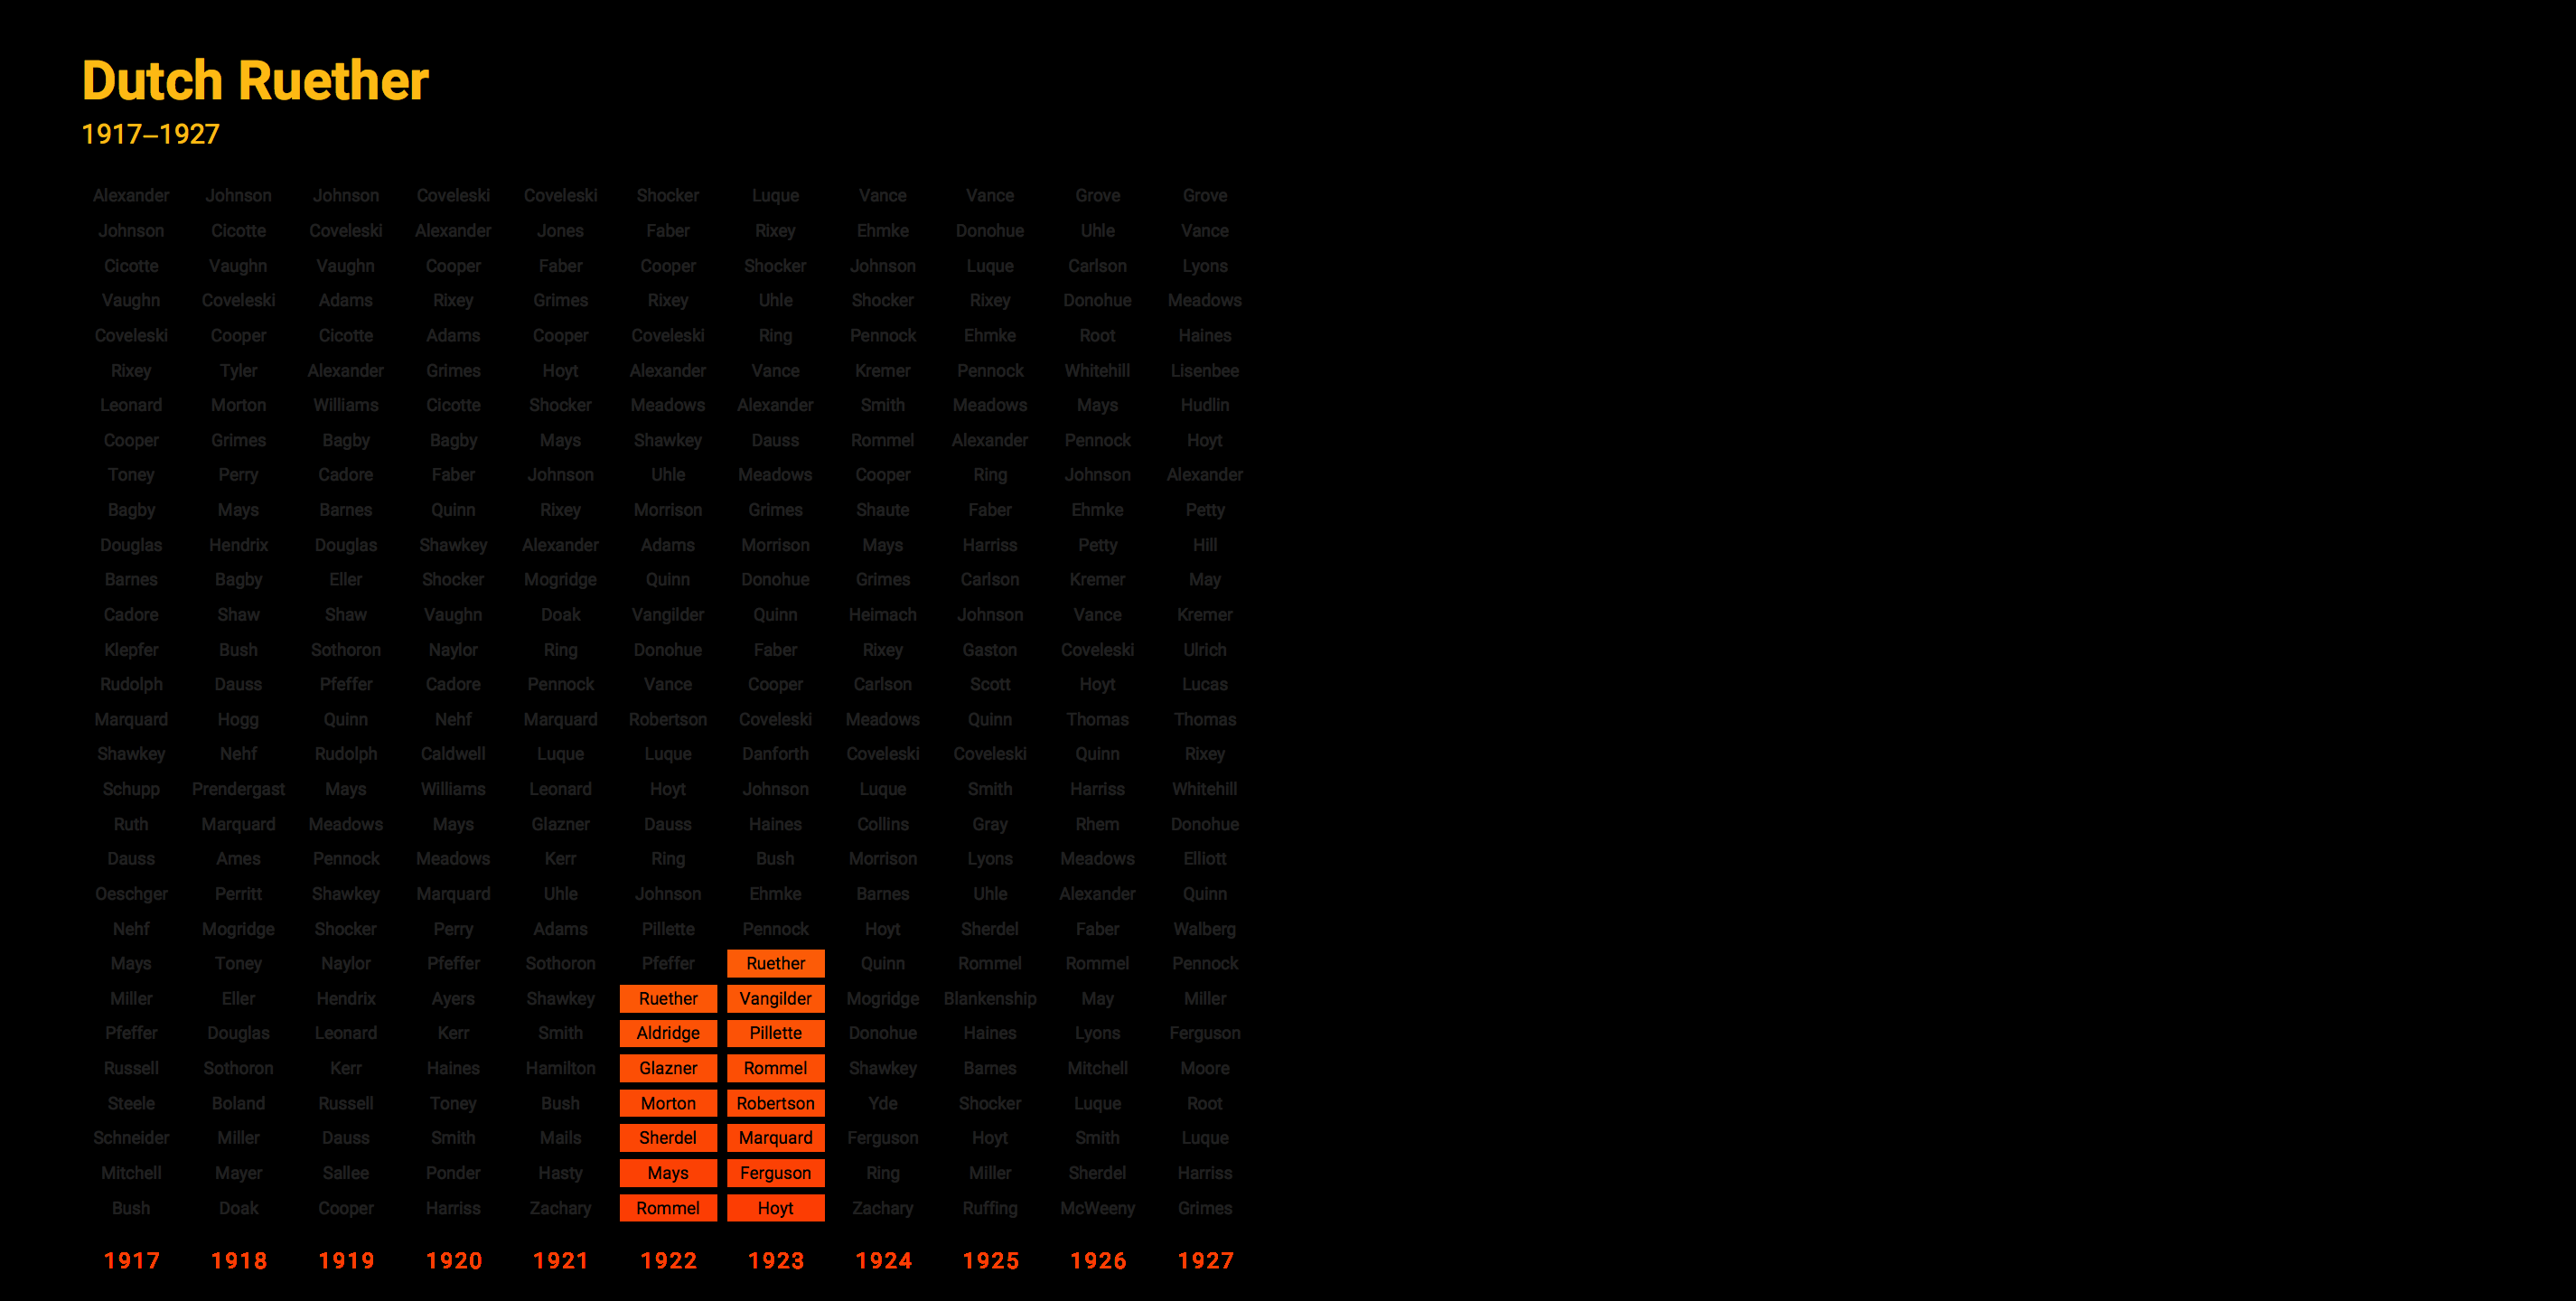 Dutch Ruether
1917–1927
Alexander Johnson Johnson Coveleski Coveleski Shocker Luque Vance Vance Grove Grove
Johnson Cicotte Coveleski Alexander Jones Faber Rixey Ehmke Donohue Uhle Vance
Cicotte Vaughn Vaughn Cooper Faber Cooper Shocker Johnson Luque Carlson Lyons
Vaughn Coveleski Adams Rixey Grimes Rixey Uhle Shocker Rixey Donohue Meadows
Coveleski Cooper Cicotte Adams Cooper Coveleski Ring Pennock Ehmke Root Haines
Rixey Tyler Alexander Grimes Hoyt Alexander Vance Kremer Pennock Whitehill Lisenbee
Leonard Morton Williams Cicotte Shocker Meadows Alexander Smith Meadows Mays Hudlin
Cooper Grimes Bagby Bagby Mays Shawkey Dauss Rommel Alexander Pennock Hoyt
Toney Perry Cadore Faber Johnson Uhle Meadows Cooper Ring Johnson Alexander
Bagby Mays Barnes Quinn Rixey Morrison Grimes Shaute Faber Ehmke Petty
Douglas Hendrix Douglas Shawkey Alexander Adams Morrison Mays Harriss Petty Hill
Barnes Bagby Eller Shocker Mogridge Quinn Donohue Grimes Carlson Kremer May
Cadore Shaw Shaw Vaughn Doak Vangilder Quinn Heimach Johnson Vance Kremer
Klepfer Bush Sothoron Naylor Ring Donohue Faber Rixey Gaston Coveleski Ulrich
Rudolph Dauss Pfeffer Cadore Pennock Vance Cooper Carlson Scott Hoyt Lucas
Marquard Hogg Quinn Nehf Marquard Robertson Coveleski Meadows Quinn Thomas Thomas
Shawkey Nehf Rudolph Caldwell Luque Luque Danforth Coveleski Coveleski Quinn Rixey
Schupp Prendergast Mays Williams Leonard Hoyt Johnson Luque Smith Harriss Whitehill
Ruth Marquard Meadows Mays Glazner Dauss Haines Collins Gray Rhem Donohue
Dauss Ames Pennock Meadows Kerr Ring Bush Morrison Lyons Meadows Elliott
Oeschger Perritt Shawkey Marquard Uhle Johnson Ehmke Barnes Uhle Alexander Quinn
Nehf Mogridge Shocker Perry Adams Pillette Pennock Hoyt Sherdel Faber Walberg
Mays Toney Naylor Pfeffer Sothoron Pfeffer Ruether Quinn Rommel Rommel Pennock
Miller Eller Hendrix Ayers Shawkey Ruether Vangilder Mogridge Blankenship May Miller
Pfeffer Douglas Leonard Kerr Smith Aldridge Pillette Donohue Haines Lyons Ferguson
Russell Sothoron Kerr Haines Hamilton Glazner Rommel Shawkey Barnes Mitchell Moore
Steele Boland Russell Toney Bush Morton Robertson Yde Shocker Luque Root
Schneider Miller Dauss Smith Mails Sherdel Marquard Ferguson Hoyt Smith Luque
Mitchell Mayer Sallee Ponder Hasty Mays Ferguson Ring Miller Sherdel Harriss
Bush Doak Cooper Harriss Zachary Rommel Hoyt Zachary Ruffing McWeeny Grimes
1917 1918 1919 1920 1921 1922 1923 1924 1925 1926 1927